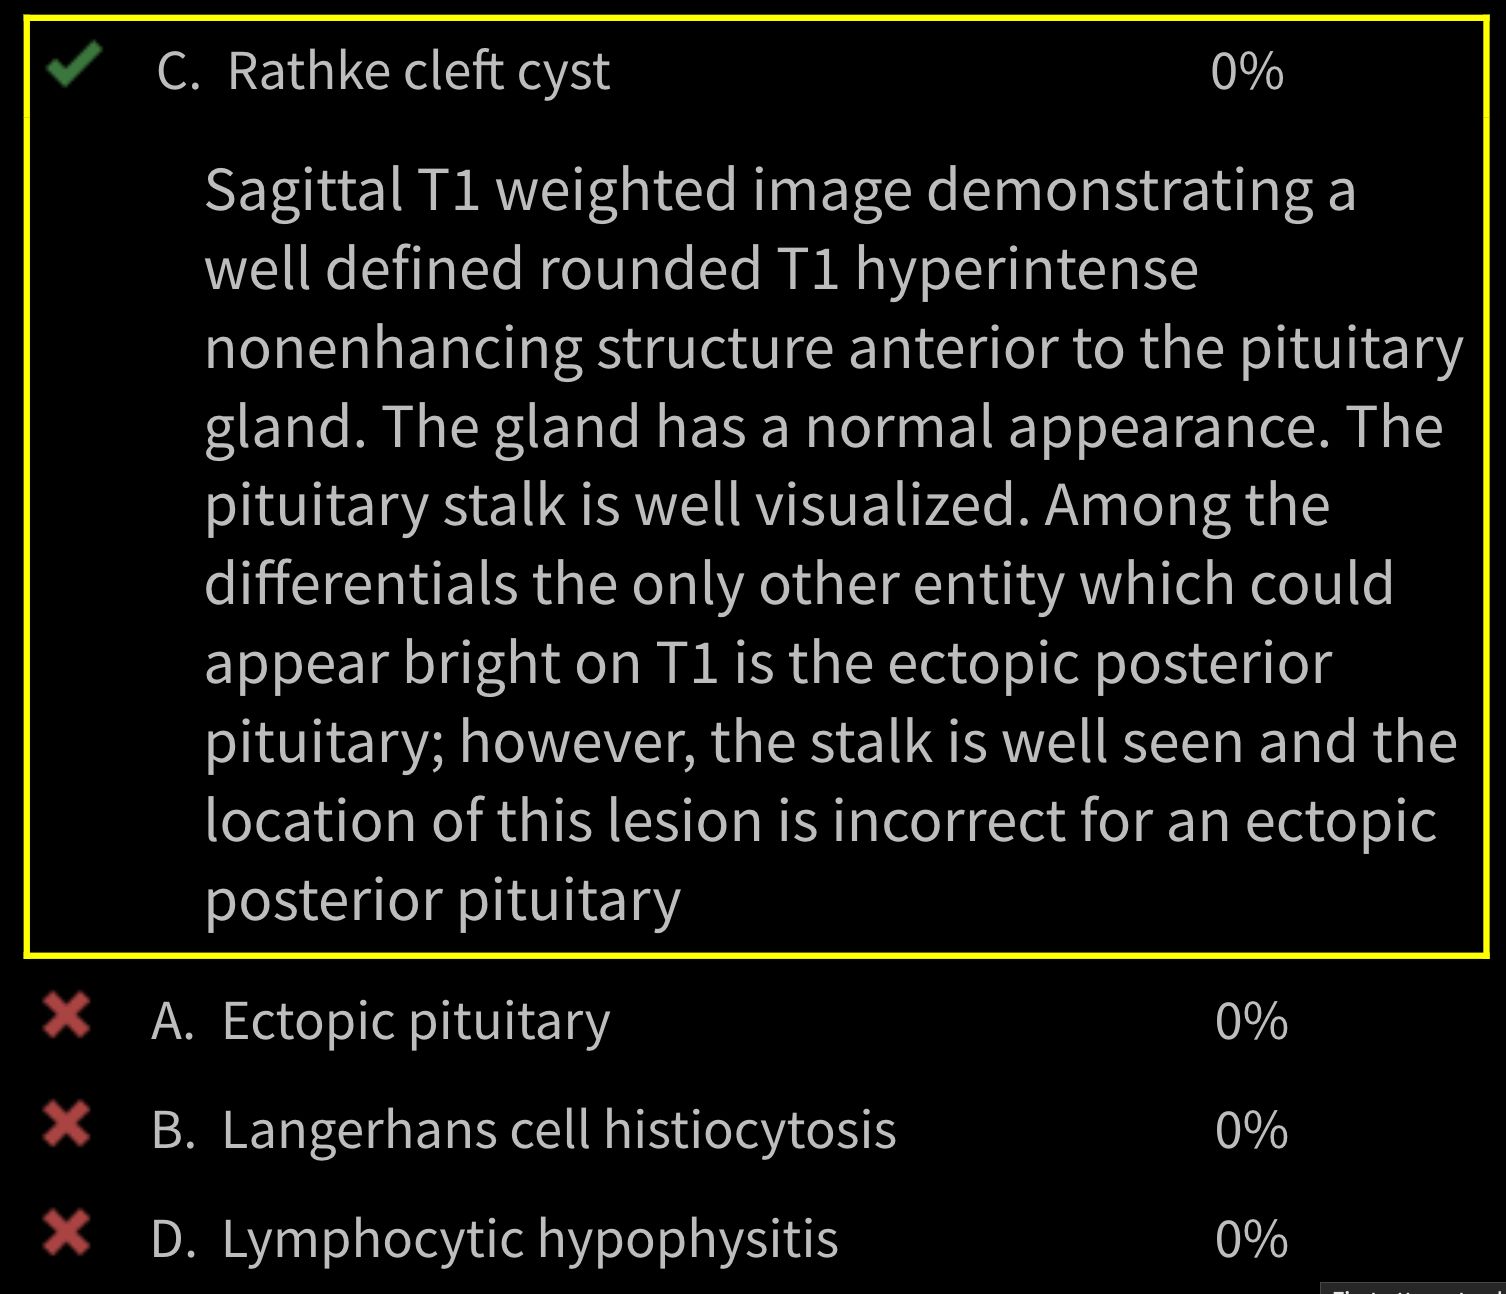 C. Rathke cleft cyst 0%
Sagittal T1 weighted image demonstrating a
well defined rounded T1 hyperintense
nonenhancing structure anterior to the pituitary
gland. The gland has a normal appearance. The
pituitary stalk is well visualized. Among the
differentials the only other entity which could
appear bright on T1 is the ectopic posterior
pituitary; however, the stalk is well seen and the
location of this lesion is incorrect for an ectopic
posterior pituitary
A. Ectopic pituitary 0%
B. Langerhans cell histiocytosis 0%
D. Lymphocytic hypophysitis 0%